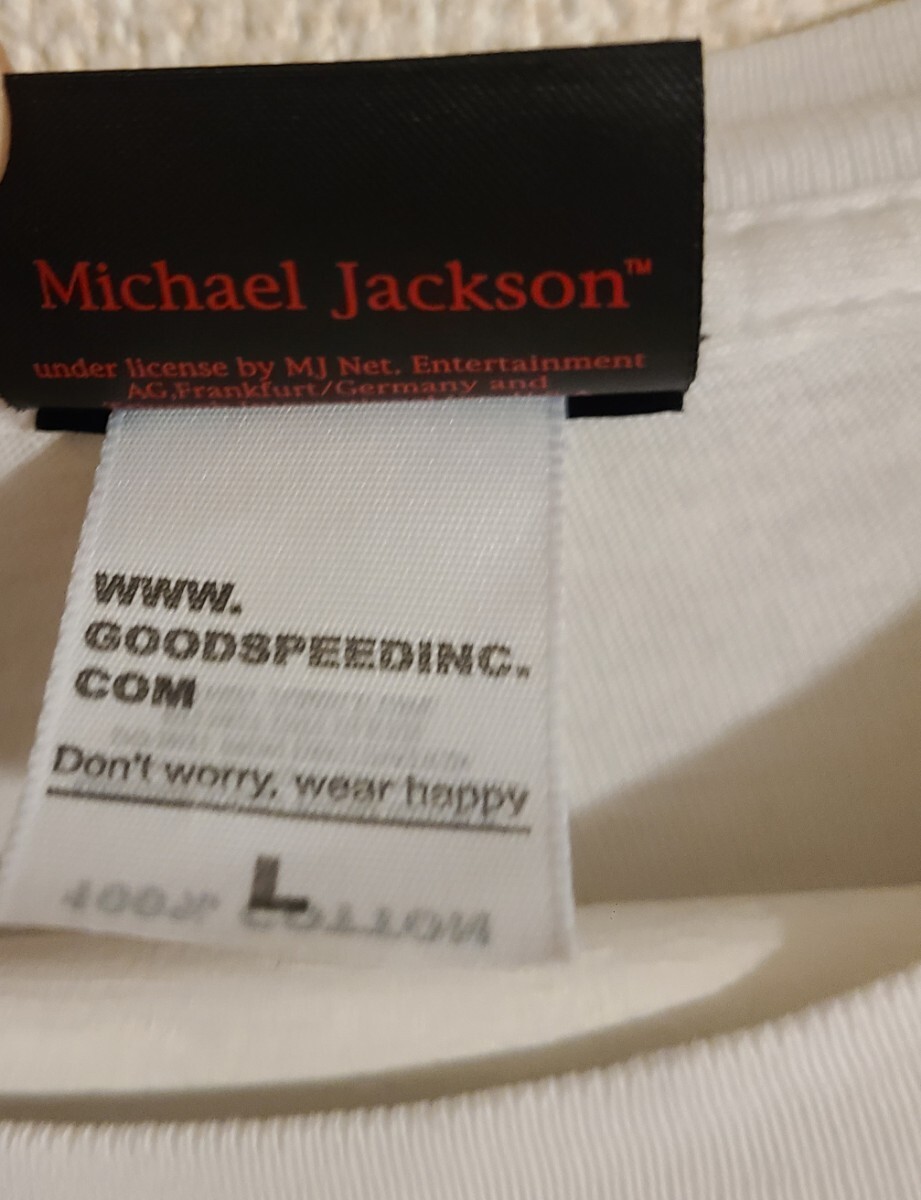 Michael Jackson™
under license by MJ Net. Entertainment
AG,Frankfurt/Germany and
WWW.
GOODSPEEDINC.
COM
Don't worry, wear happy
L
100% COTTON